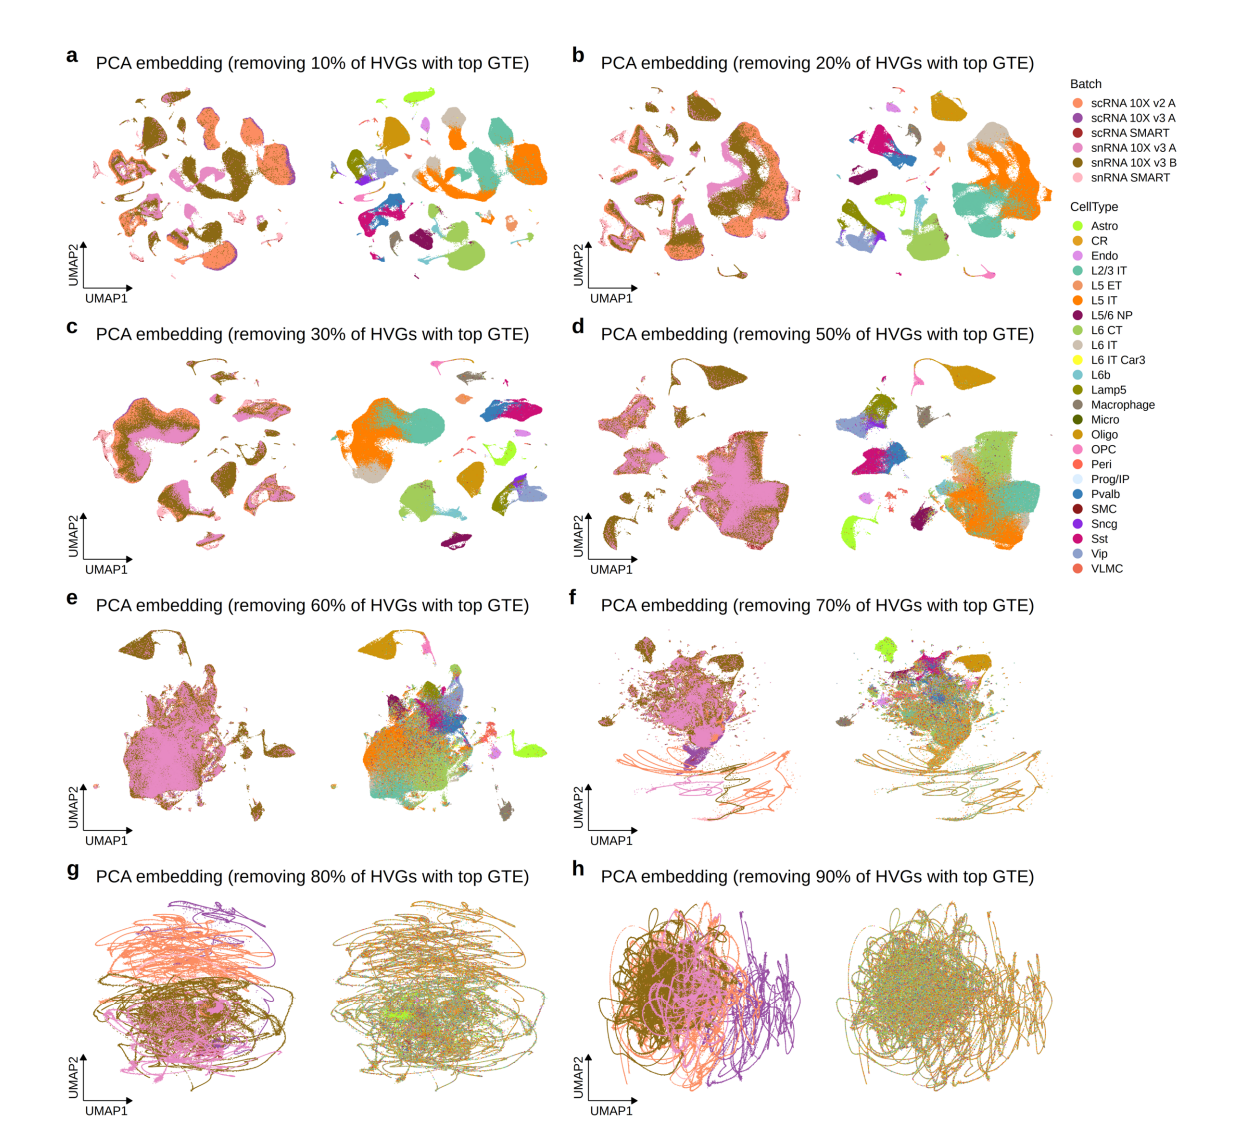 a PCA embedding (removing 10% of HVGs with top GTE)
UMAP2
UMAP1
b PCA embedding (removing 20% of HVGs with top GTE)
UMAP2
UMAP1
Batch
scRNA 10X v2 A
scRNA 10X v3 A
scRNA SMART
snRNA 10X v3 A
snRNA 10X v3 B
snRNA SMART
CellType
Astro
CR
Endo
L2/3 IT
L5 ET
L5 IT
L5/6 NP
L6 CT
L6 IT
L6 IT Car3
L6b
Lamp5
Macrophage
Micro
Oligo
OPC
Peri
Prog/IP
Pvalb
SMC
Sncg
Sst
Vip
VLMC
c PCA embedding (removing 30% of HVGs with top GTE)
UMAP2
UMAP1
d PCA embedding (removing 50% of HVGs with top GTE)
UMAP2
UMAP1
e PCA embedding (removing 60% of HVGs with top GTE)
UMAP2
UMAP1
f PCA embedding (removing 70% of HVGs with top GTE)
UMAP2
UMAP1
g PCA embedding (removing 80% of HVGs with top GTE)
UMAP2
UMAP1
h PCA embedding (removing 90% of HVGs with top GTE)
UMAP2
UMAP1